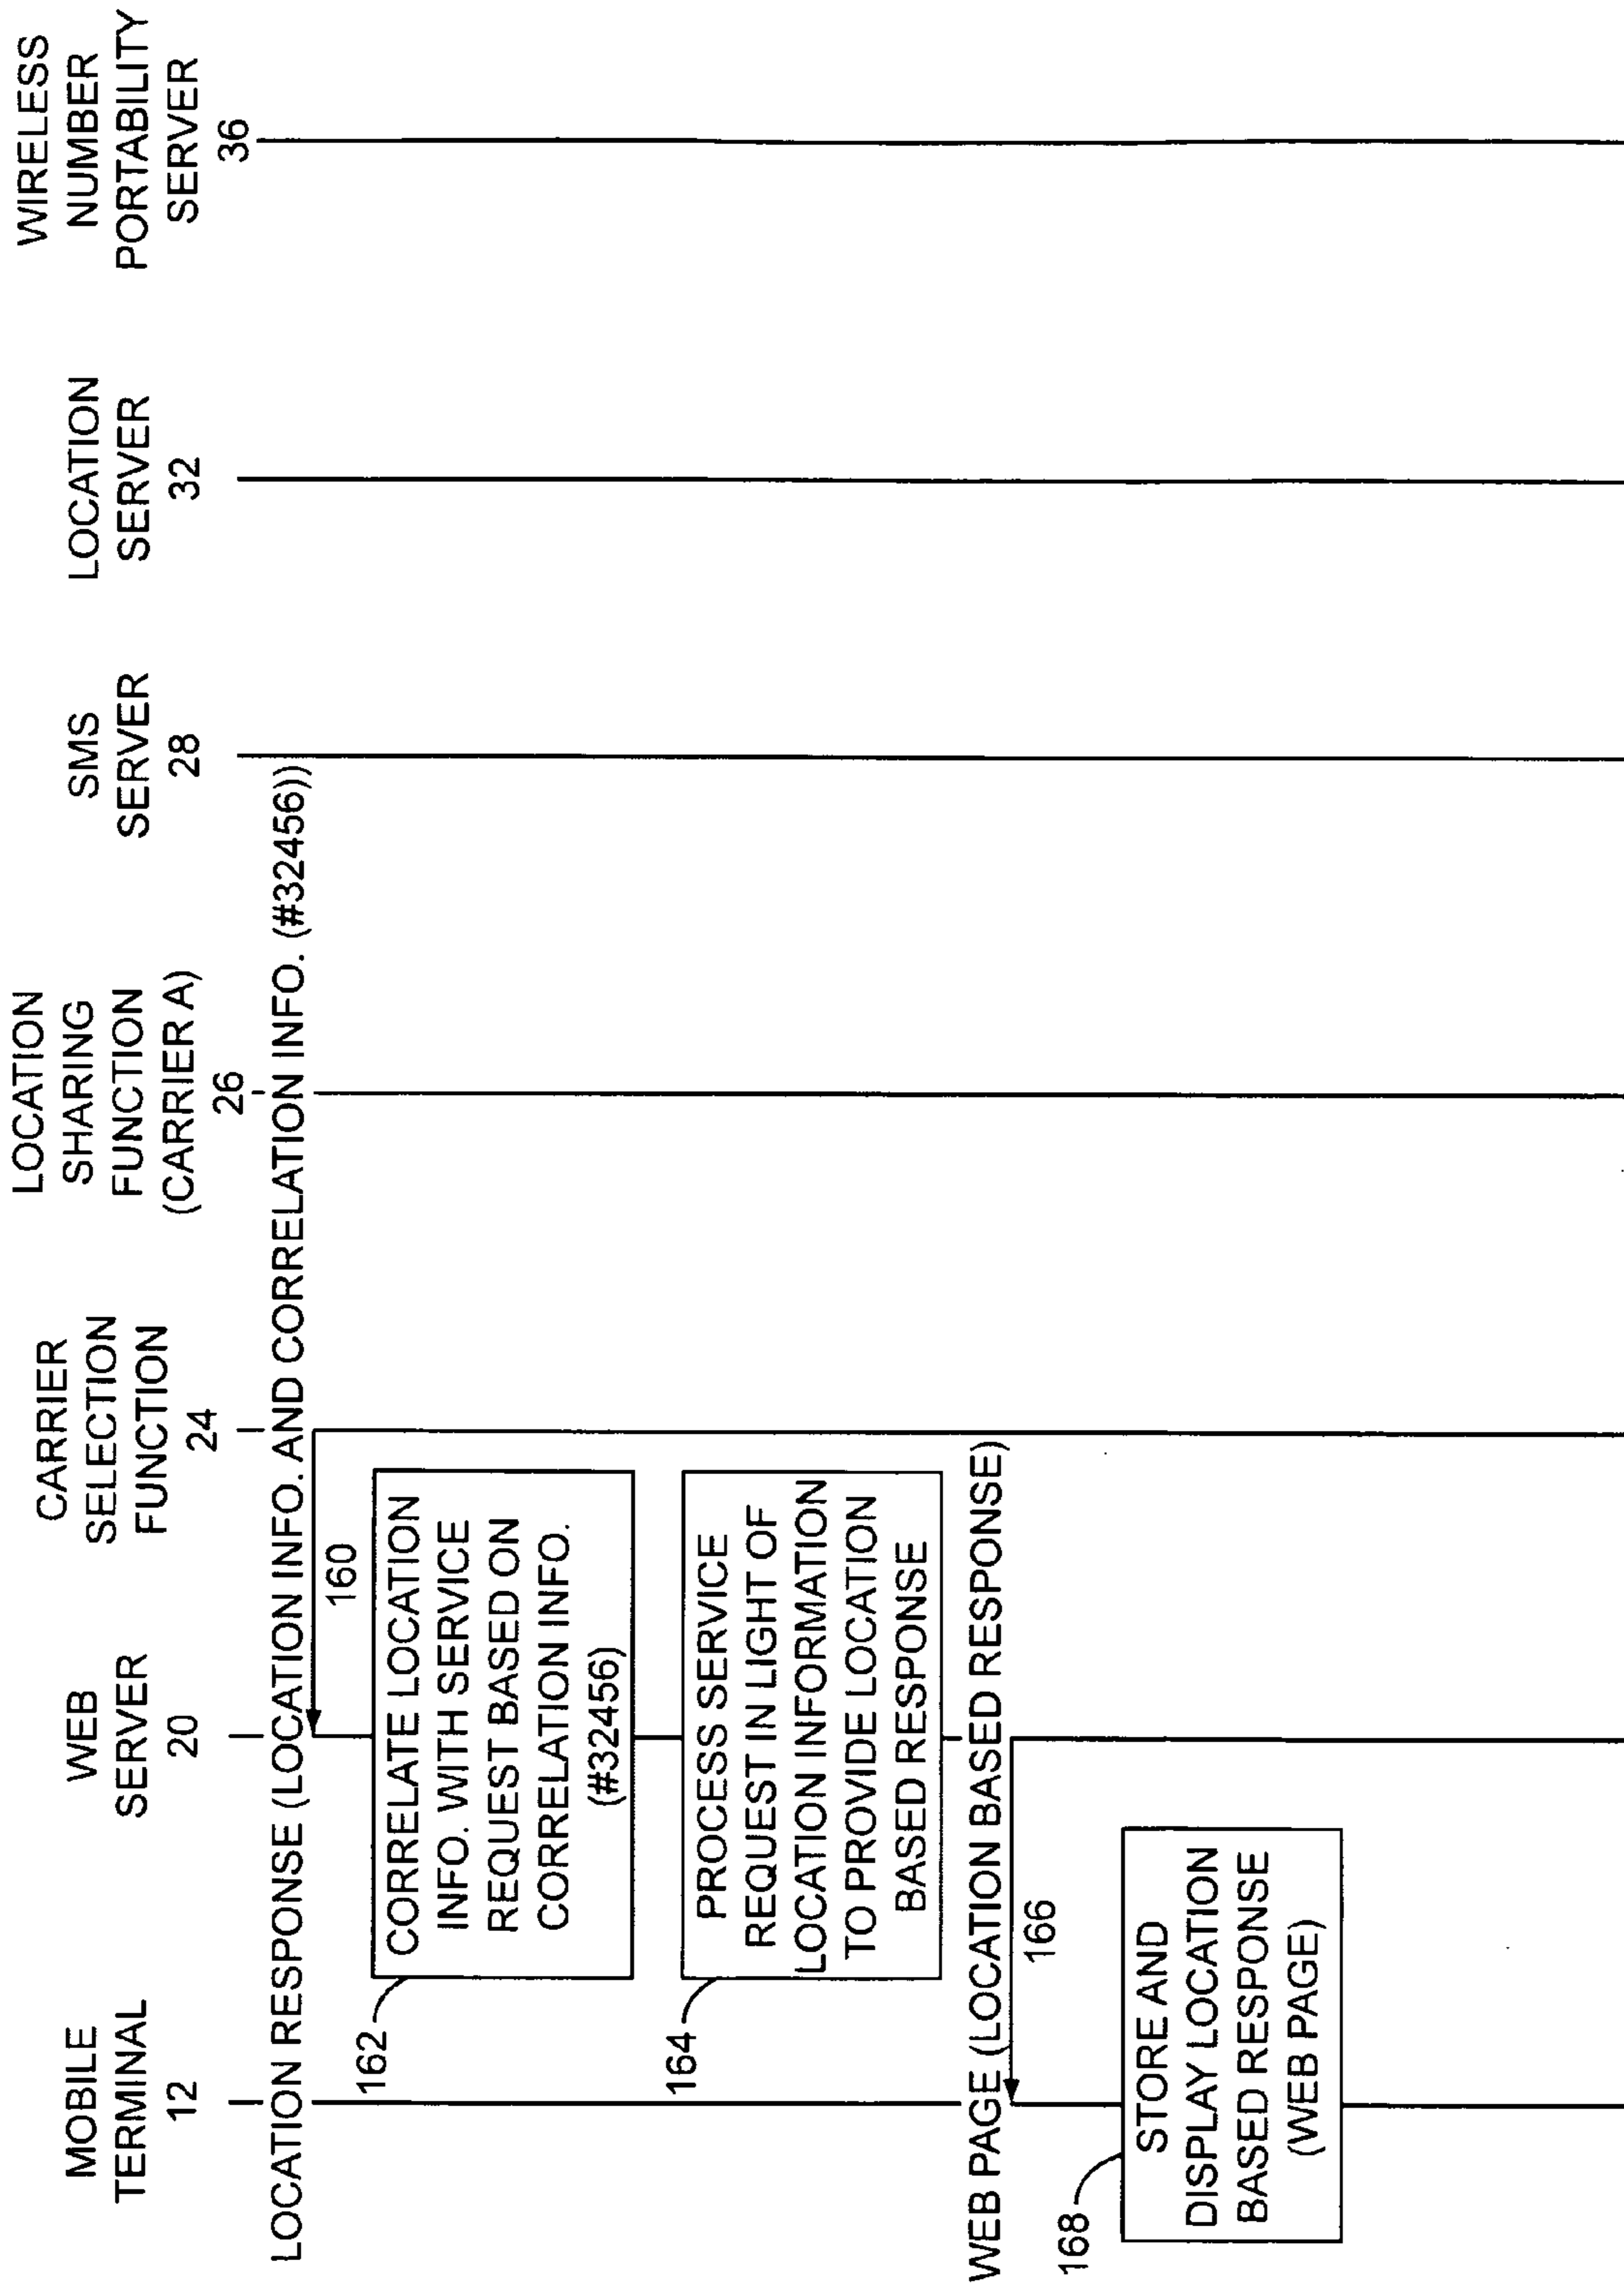 MOBILE
TERMINAL
12
WEB
SERVER
20
CARRIER
SELECTION
FUNCTION
24
LOCATION
SHARING
FUNCTION
(CARRIER A)
26
SMS
SERVER
28
LOCATION
SERVER
32
WIRELESS
NUMBER
PORTABILITY
SERVER
36
LOCATION RESPONSE (LOCATION INFO. AND CORRELATION INFO. (#32456))
160
162
CORRELATE LOCATION
INFO. WITH SERVICE
REQUEST BASED ON
CORRELATION INFO.
(#32456)
164
PROCESS SERVICE
REQUEST IN LIGHT OF
LOCATION INFORMATION
TO PROVIDE LOCATION
BASED RESPONSE
WEB PAGE (LOCATION BASED RESPONSE)
166
168
STORE AND
DISPLAY LOCATION
BASED RESPONSE
(WEB PAGE)